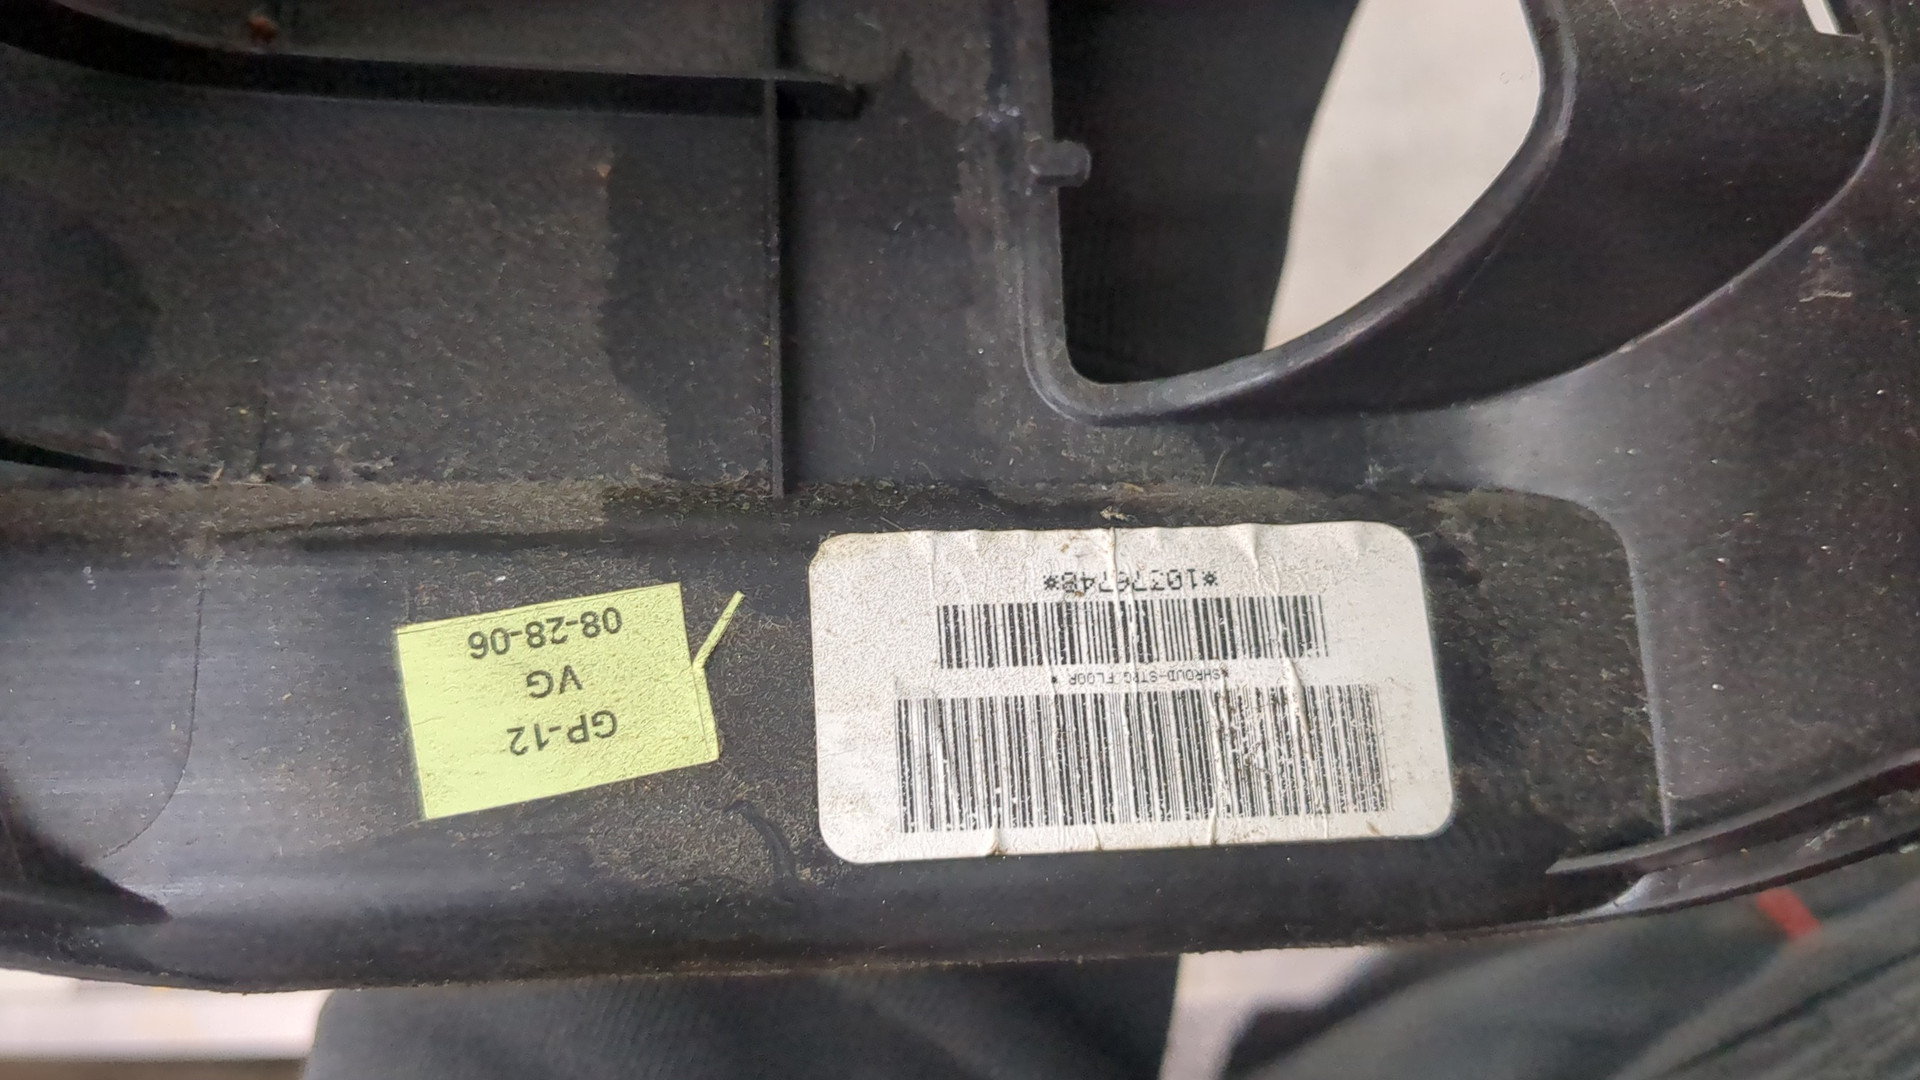 *SHROUD-STRG FLOOR *
*10376748*
GP-12
VG
08-28-06